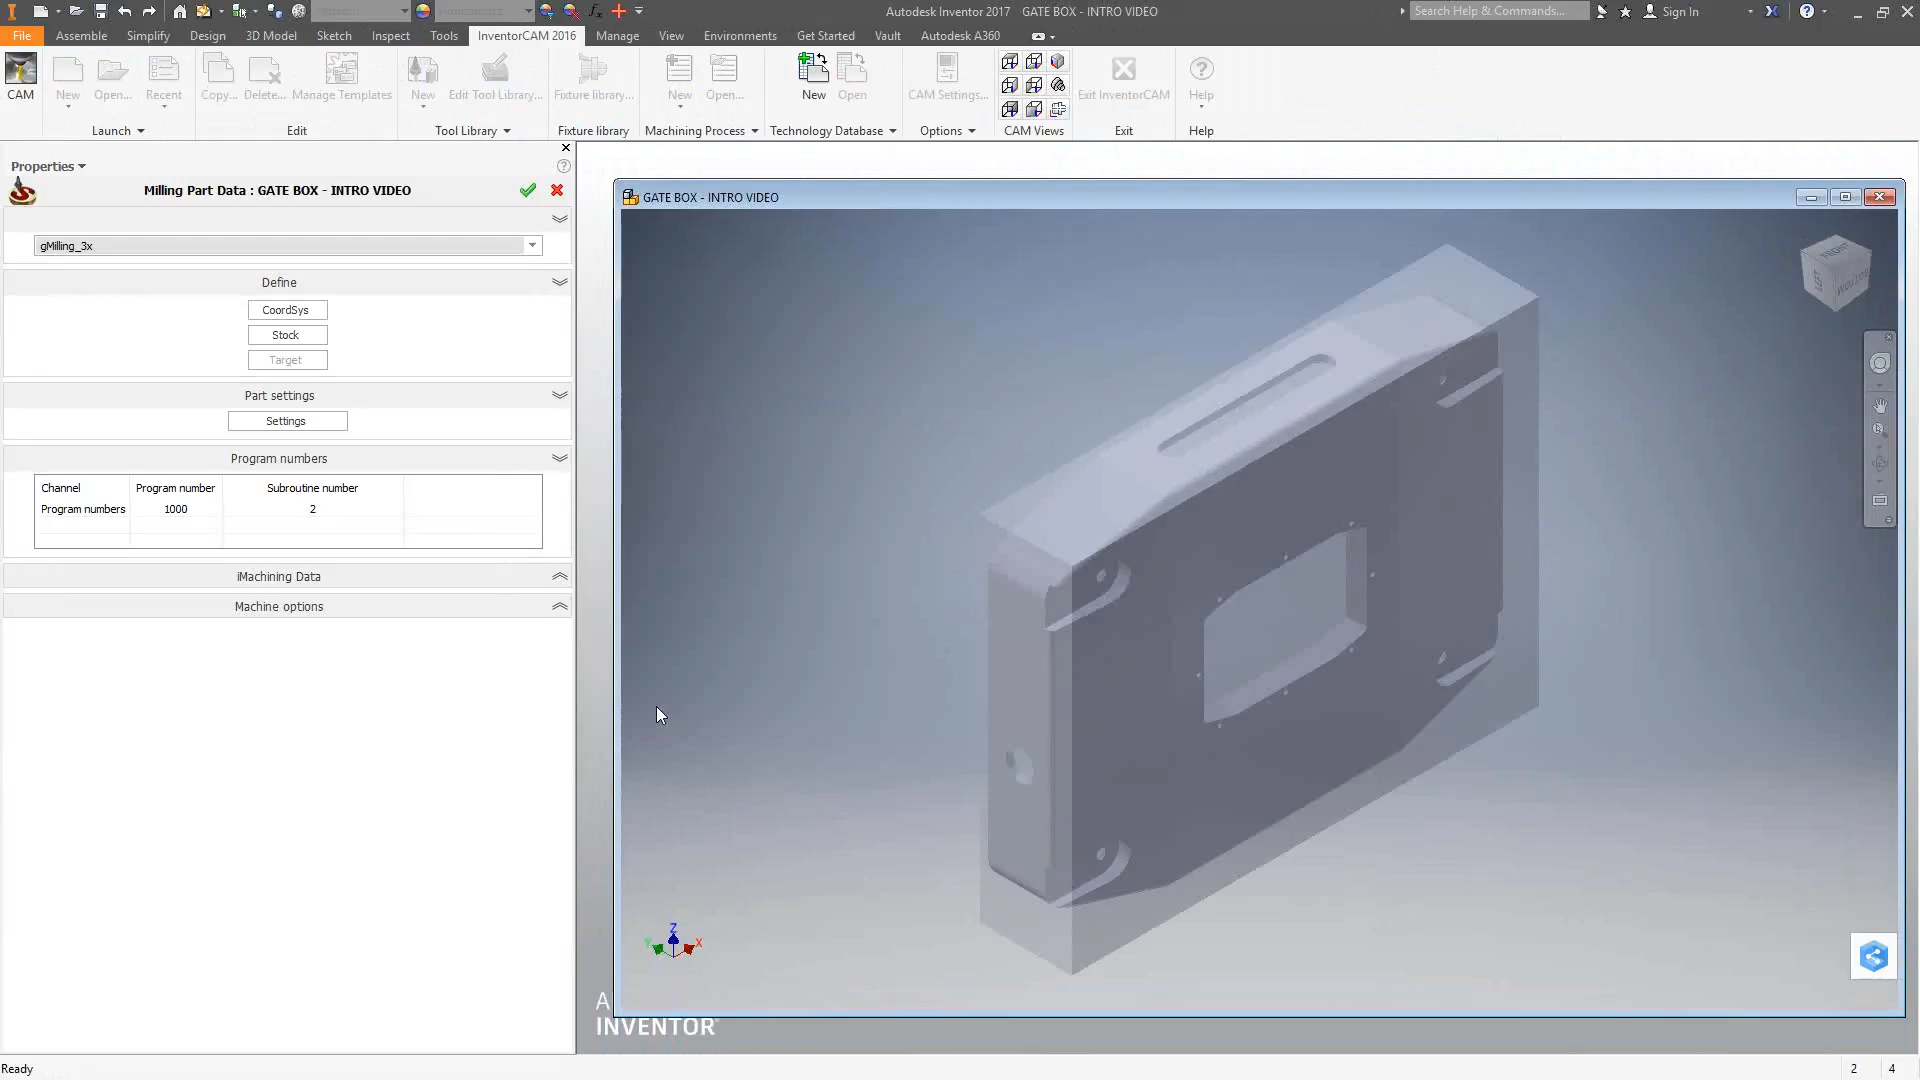 Autodesk Inventor 2017 GATE BOX - INTRO VIDEO
Search Help & Commands...
Sign In
File Assemble Simplify Design 3D Model Sketch Inspect Tools InventorCAM 2016 Manage View Environments Get Started Vault Autodesk A360
CAM New Open... Recent Copy... Delete... Manage Templates New Edit Tool Library... Fixture library... New Open... New Open CAM Settings... Exit InventorCAM Help
Launch Edit Tool Library Fixture library Machining Process Technology Database Options CAM Views Exit Help
Properties
Milling Part Data : GATE BOX - INTRO VIDEO
gMilling_3x
Define
CoordSys
Stock
Target
Part settings
Settings
Program numbers
Channel Program number Subroutine number
Program numbers 1000 2
iMachining Data
Machine options
GATE BOX - INTRO VIDEO
RIGHT
BOTTOM
Z
Y X
A
INVENTOR
Ready
2 4